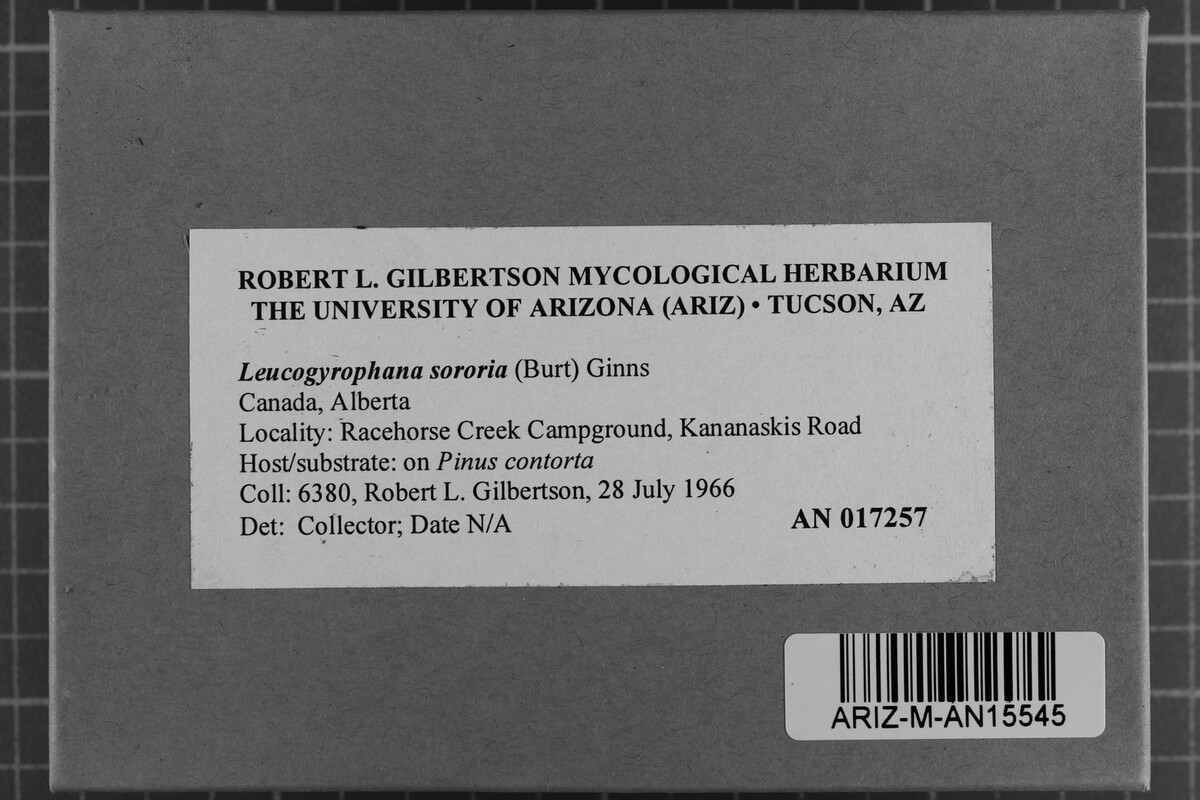 ROBERT L. GILBERTSON MYCOLOGICAL HERBARIUM
THE UNIVERSITY OF ARIZONA (ARIZ) • TUCSON, AZ
Leucogyrophana sororia (Burt) Ginns
Canada, Alberta
Locality: Racehorse Creek Campground, Kananaskis Road
Host/substrate: on Pinus contorta
Coll: 6380, Robert L. Gilbertson, 28 July 1966
Det: Collector; Date N/A
AN 017257
ARIZ-M-AN15545